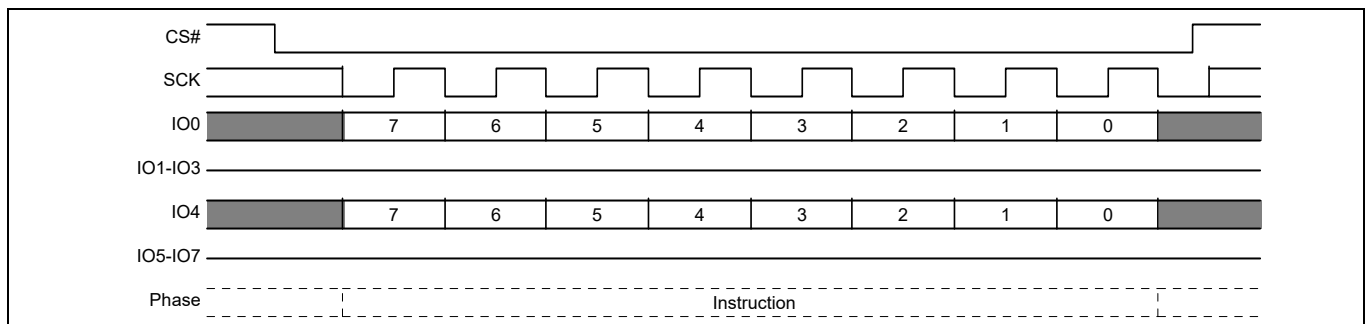 CS#
SCK
IO0 7 6 5 4 3 2 1 0
IO1-IO3
IO4 7 6 5 4 3 2 1 0
IO5-IO7
Phase Instruction